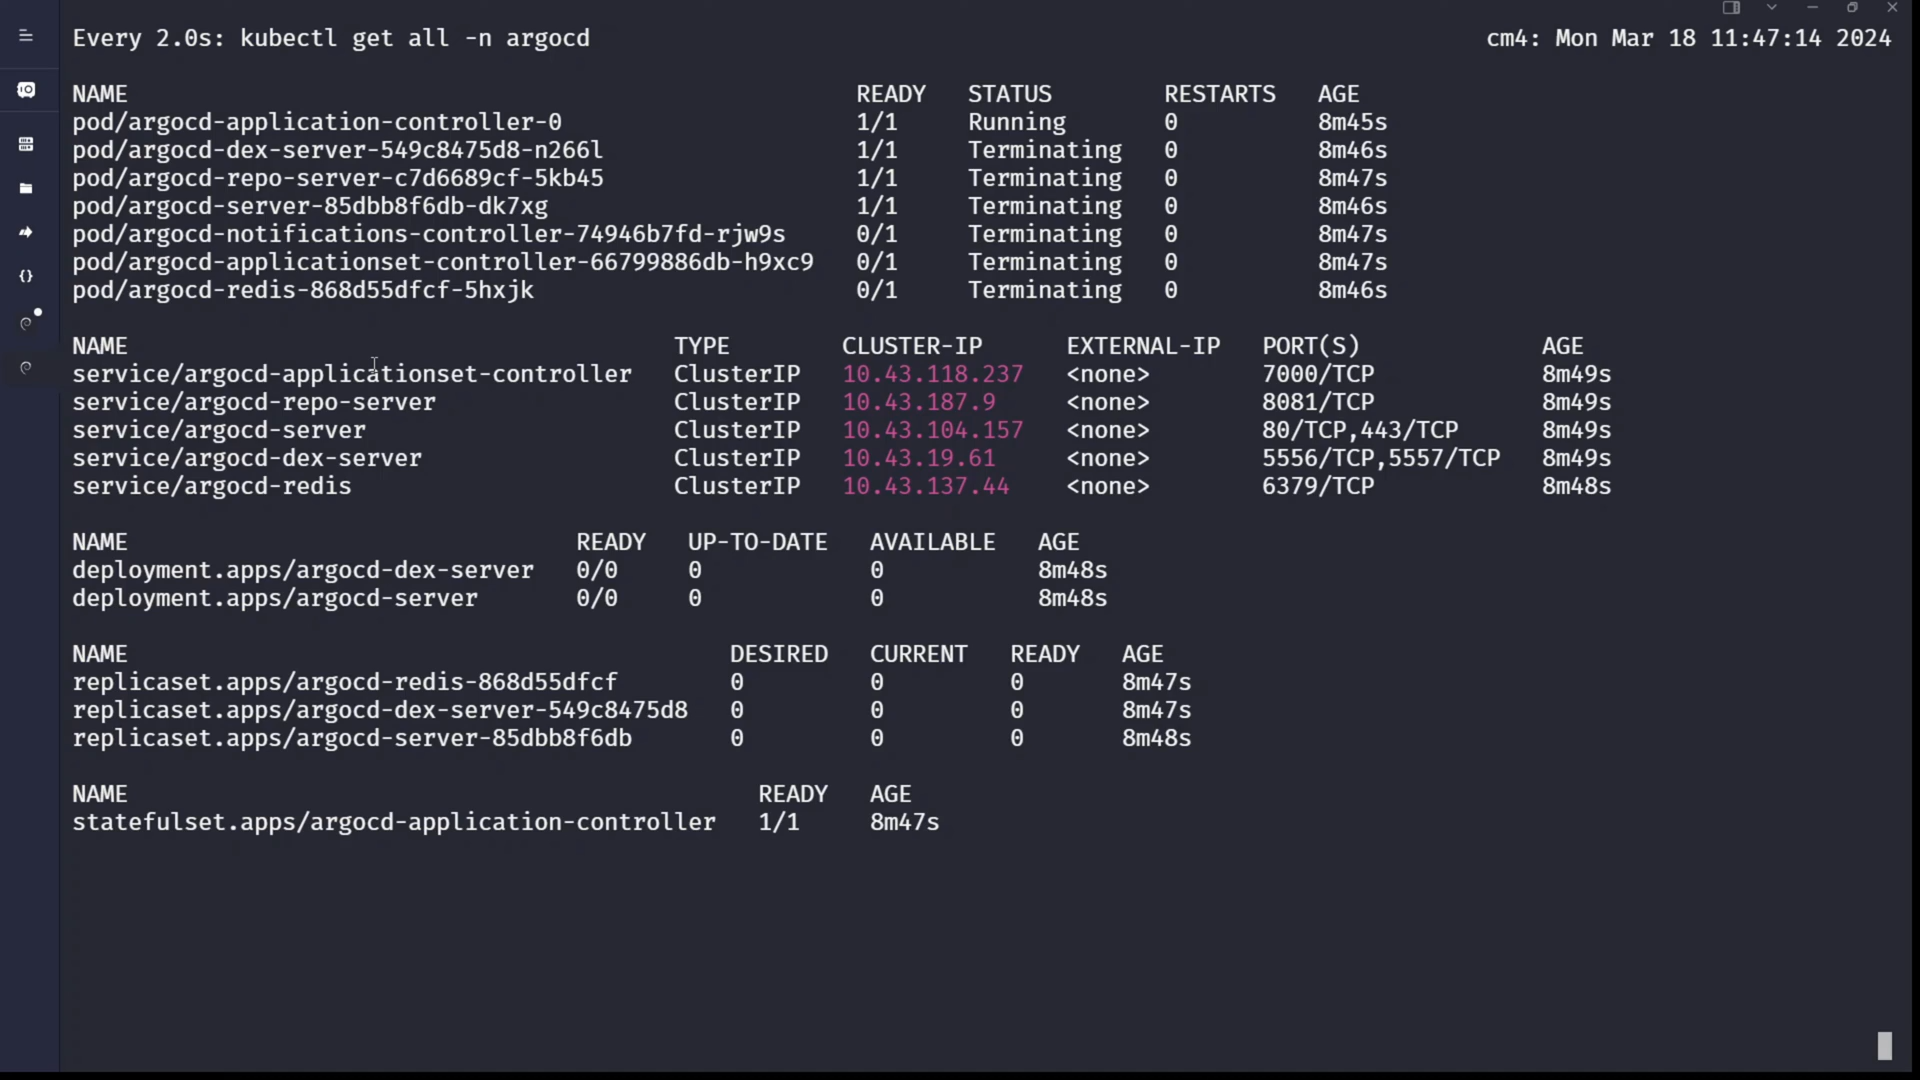 Every 2.0s: kubectl get all -n argocd cm4: Mon Mar 18 11:47:14 2024
NAME READY STATUS RESTARTS AGE
pod/argocd-application-controller-0 1/1 Running 0 8m45s
pod/argocd-dex-server-549c8475d8-n266l 1/1 Terminating 0 8m46s
pod/argocd-repo-server-c7d6689cf-5kb45 1/1 Terminating 0 8m47s
pod/argocd-server-85dbb8f6db-dk7xg 1/1 Terminating 0 8m46s
pod/argocd-notifications-controller-74946b7fd-rjw9s 0/1 Terminating 0 8m47s
pod/argocd-applicationset-controller-66799886db-h9xc9 0/1 Terminating 0 8m47s
pod/argocd-redis-868d55dfcf-5hxjk 0/1 Terminating 0 8m46s
NAME TYPE CLUSTER-IP EXTERNAL-IP PORT(S) AGE
service/argocd-applicationset-controller ClusterIP 10.43.118.237 <none> 7000/TCP 8m49s
service/argocd-repo-server ClusterIP 10.43.187.9 <none> 8081/TCP 8m49s
service/argocd-server ClusterIP 10.43.104.157 <none> 80/TCP,443/TCP 8m49s
service/argocd-dex-server ClusterIP 10.43.19.61 <none> 5556/TCP,5557/TCP 8m49s
service/argocd-redis ClusterIP 10.43.137.44 <none> 6379/TCP 8m48s
NAME READY UP-TO-DATE AVAILABLE AGE
deployment.apps/argocd-dex-server 0/0 0 0 8m48s
deployment.apps/argocd-server 0/0 0 0 8m48s
NAME DESIRED CURRENT READY AGE
replicaset.apps/argocd-redis-868d55dfcf 0 0 0 8m47s
replicaset.apps/argocd-dex-server-549c8475d8 0 0 0 8m47s
replicaset.apps/argocd-server-85dbb8f6db 0 0 0 8m48s
NAME READY AGE
statefulset.apps/argocd-application-controller 1/1 8m47s